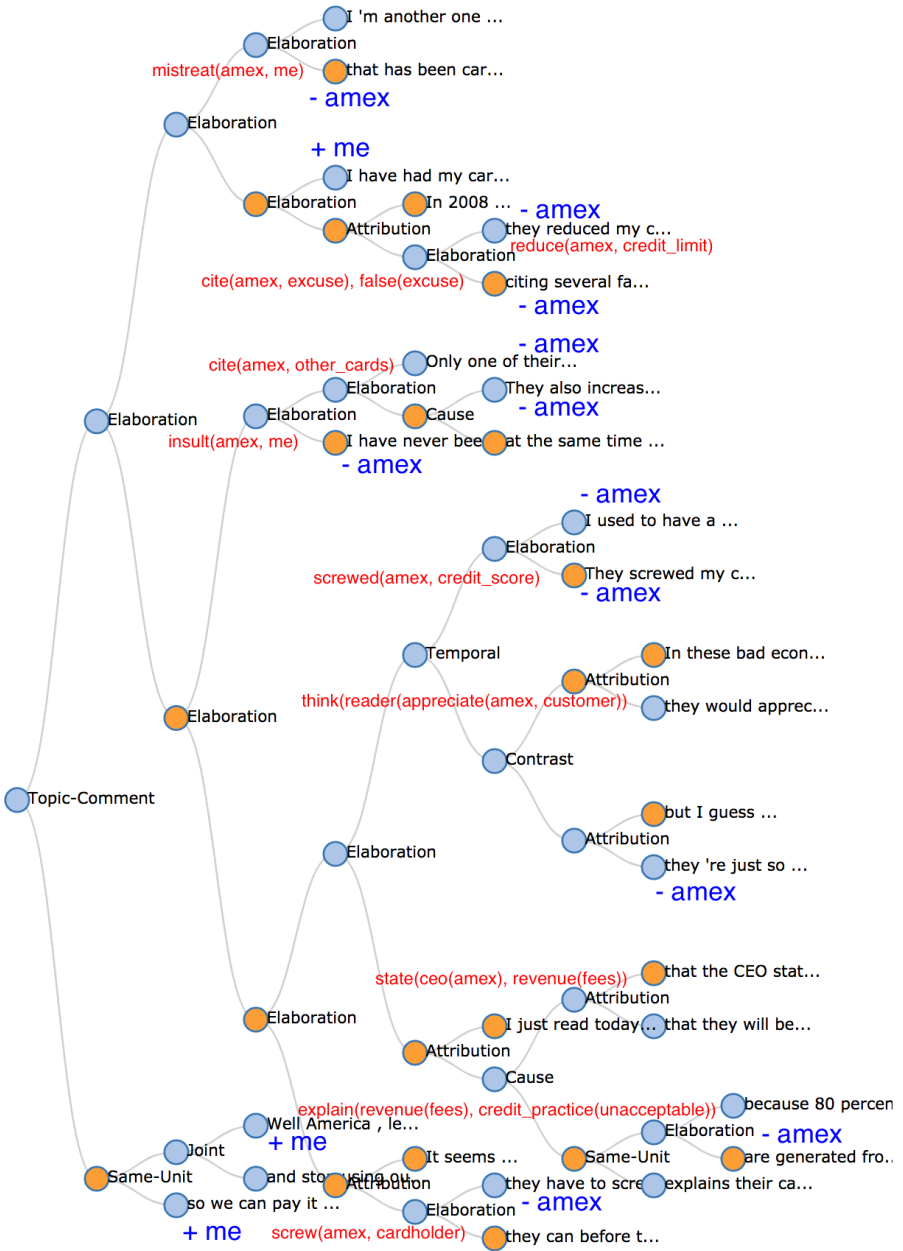 I 'm another one ...
Elaboration
mistreat(amex, me)
that has been car...
- amex
Elaboration
+ me
I have had my car...
Elaboration
In 2008 ...
- amex
Attribution
they reduced my c...
reduce(amex, credit_limit)
Elaboration
cite(amex, excuse), false(excuse)
citing several fa...
- amex
- amex
cite(amex, other_cards)
Only one of their...
Elaboration
They also increas...
- amex
Elaboration
Cause
Elaboration
insult(amex, me)
I have never bee
at the same time ...
- amex
- amex
I used to have a ...
Elaboration
screwed(amex, credit_score)
They screwed my c...
- amex
Temporal
In these bad econ...
Attribution
think(reader(appreciate(amex, customer))
they would apprec...
Elaboration
Contrast
Topic-Comment
but I guess ...
Attribution
Elaboration
they 're just so ...
- amex
state(ceo(amex), revenue(fees))
that the CEO stat...
Attribution
Elaboration
I just read today...
that they will be...
Attribution
Cause
explain(revenue(fees), credit_practice(unacceptable))
because 80 percen
Well America , le...
Elaboration
- amex
+ me
Joint
It seems ...
Same-Unit
are generated fro..
Same-Unit
and stop using ou...
Attribution
they have to scre
explains their ca...
so we can pay it ...
Elaboration
- amex
+ me
screw(amex, cardholder)
they can before t...